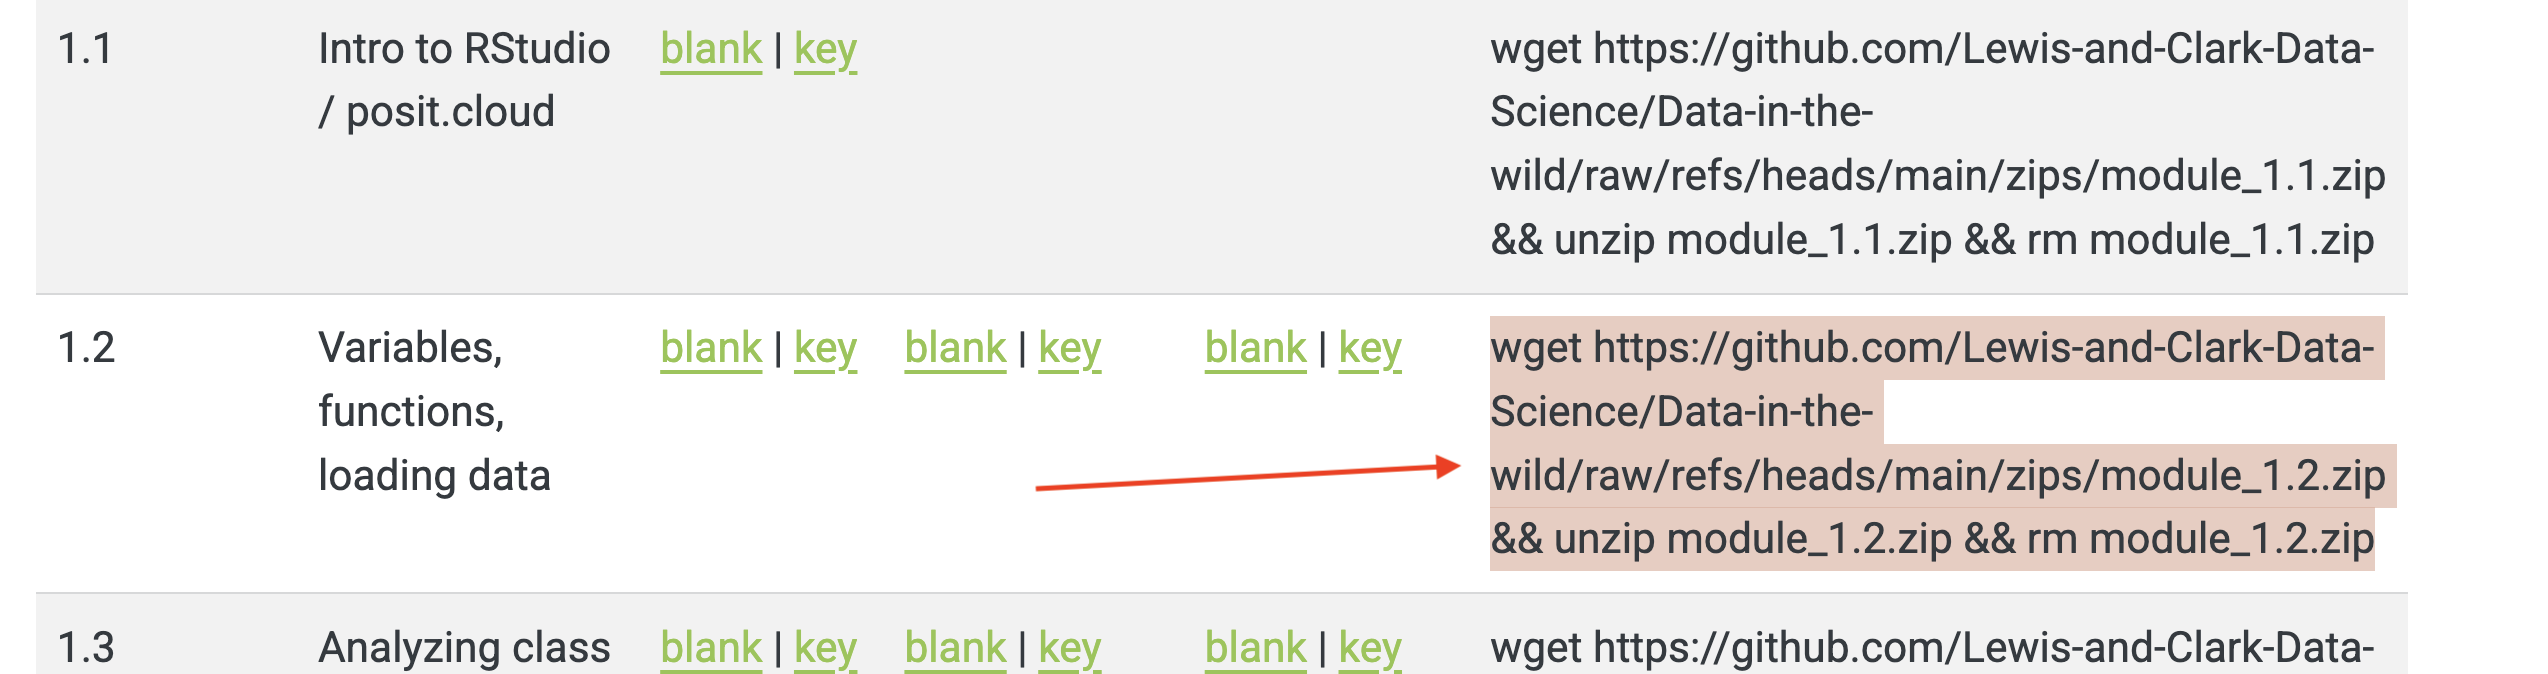 1.1
Intro to RStudio
/ posit.cloud
blank | key
wget https://github.com/Lewis-and-Clark-Data-
Science/Data-in-the-
wild/raw/refs/heads/main/zips/module_1.1.zip
&& unzip module_1.1.zip && rm module_1.1.zip
1.2
Variables,
functions,
loading data
blank | key
blank | key
blank | key
wget https://github.com/Lewis-and-Clark-Data-
Science/Data-in-the-
wild/raw/refs/heads/main/zips/module_1.2.zip
&& unzip module_1.2.zip && rm module_1.2.zip
1.3
Analyzing class
blank | key
blank | key
blank | key
wget https://github.com/Lewis-and-Clark-Data-